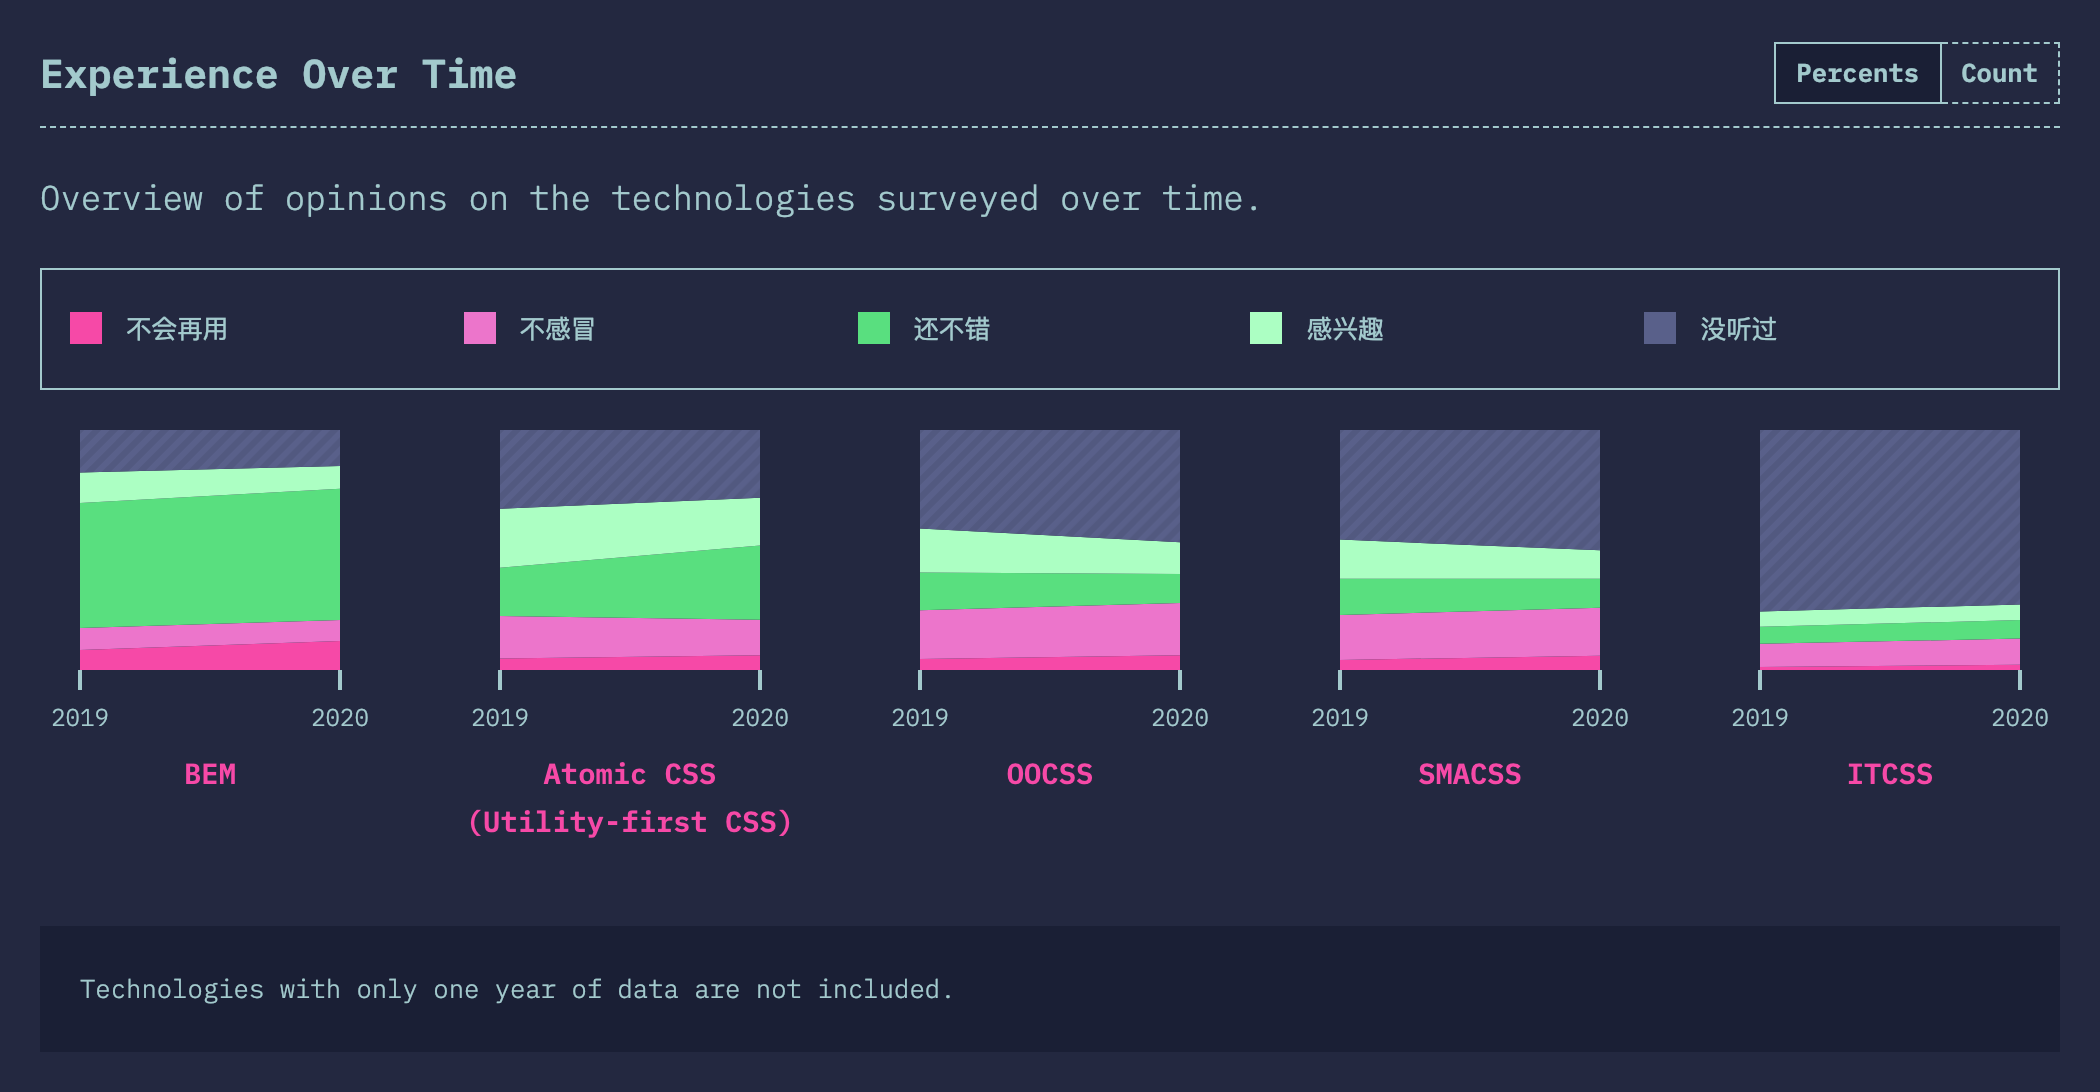 Experience Over Time
Percents Count
Overview of opinions on the technologies surveyed over time.
不会再用 不感冒 还不错 感兴趣 没听过
2019 2020 2019 2020 2019 2020 2019 2020 2019 2020
BEM Atomic CSS OOCSS SMACSS ITCSS
(Utility-first CSS)
Technologies with only one year of data are not included.